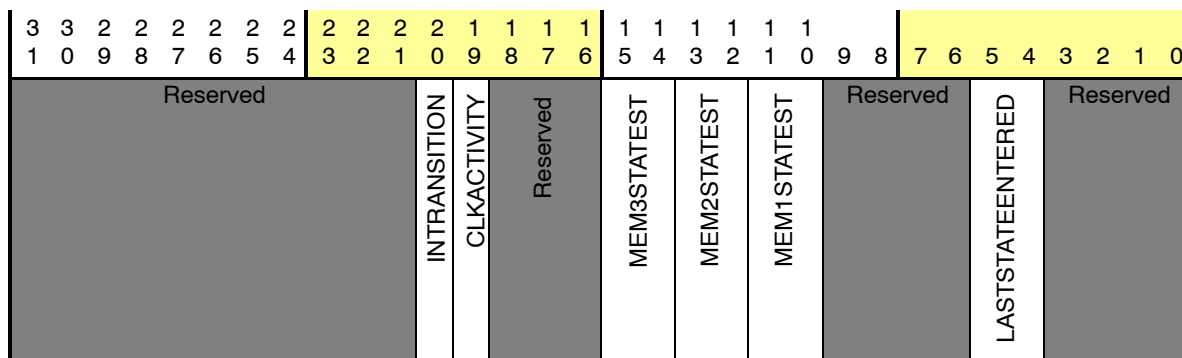 3 3 2 2 2 2 2 2 2 2 2 2 1 1 1 1 1 1 1 1 1 1
1 0 9 8 7 6 5 4 3 2 1 0 9 8 7 6 5 4 3 2 1 0 9 8 7 6 5 4 3 2 1 0
Reserved
INTRANSITION
CLKACTIVITY
Reserved
MEM3STATEST
MEM2STATEST
MEM1STATEST
Reserved
LASTSTATEENTERED
Reserved